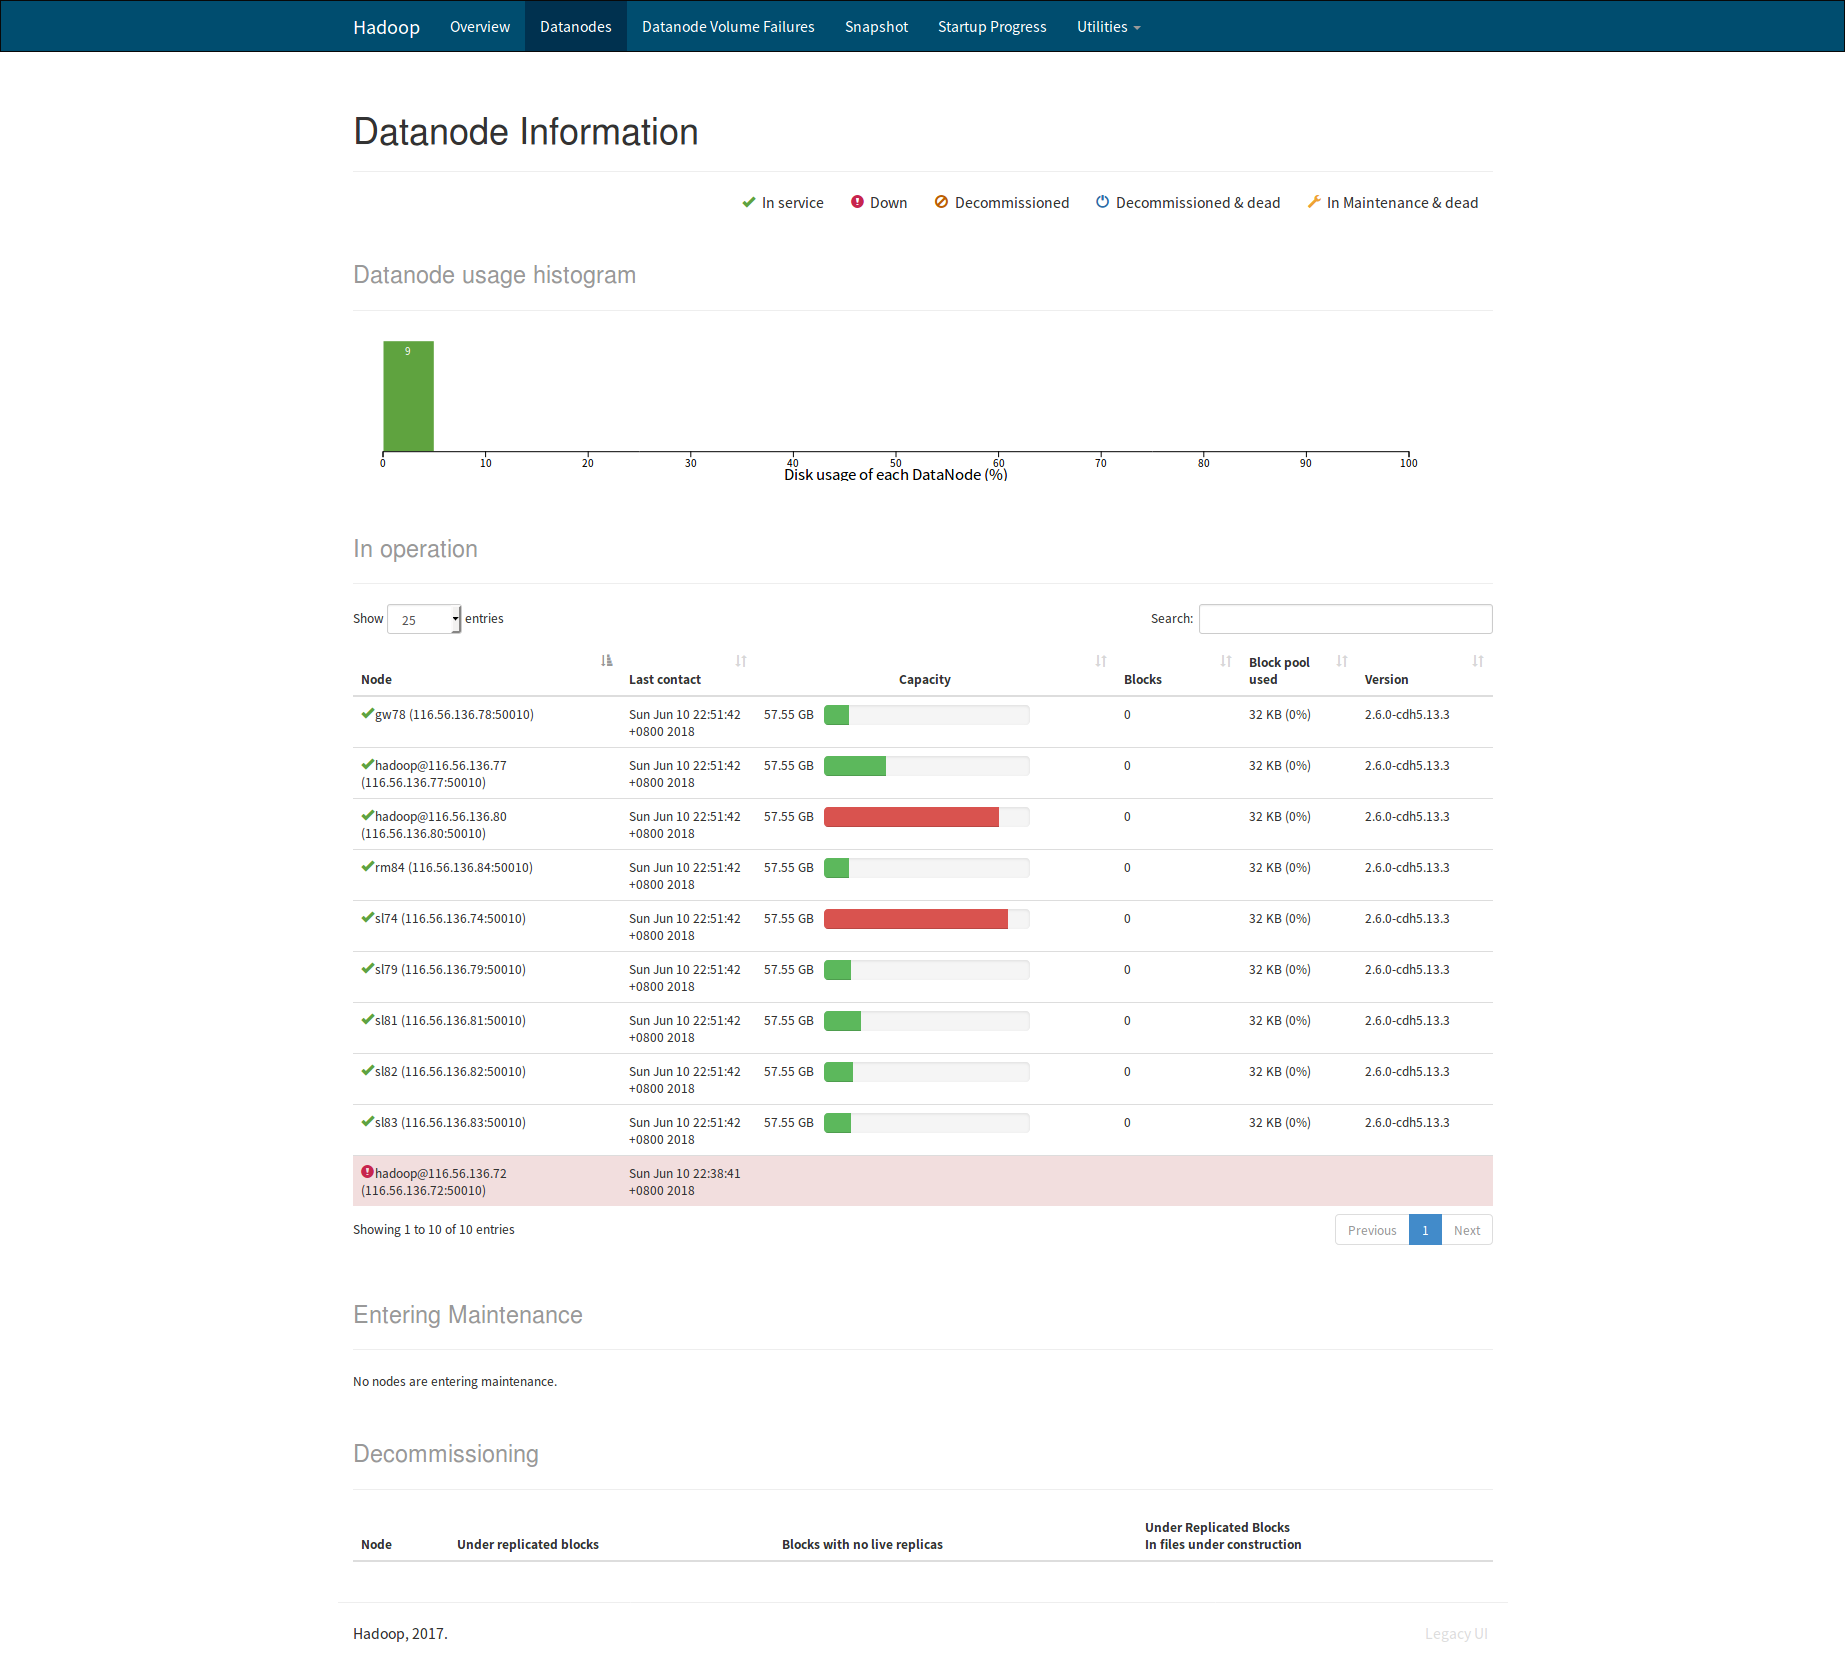 Hadoop Overview Datanodes Datanode Volume Failures Snapshot Startup Progress Utilities
Datanode Information
In service Down Decommissioned Decommissioned & dead In Maintenance & dead
Datanode usage histogram
9
0 10 20 30 40 50 60 70 80 90 100
Disk usage of each DataNode (%)
In operation
Show 25 entries Search:
Node Last contact Capacity Blocks Block pool used Version
gw78 (116.56.136.78:50010) Sun Jun 10 22:51:42 57.55 GB 0 32 KB (0%) 2.6.0-cdh5.13.3
+0800 2018
hadoop@116.56.136.77 Sun Jun 10 22:51:42 57.55 GB 0 32 KB (0%) 2.6.0-cdh5.13.3
(116.56.136.77:50010) +0800 2018
hadoop@116.56.136.80 Sun Jun 10 22:51:42 57.55 GB 0 32 KB (0%) 2.6.0-cdh5.13.3
(116.56.136.80:50010) +0800 2018
rm84 (116.56.136.84:50010) Sun Jun 10 22:51:42 57.55 GB 0 32 KB (0%) 2.6.0-cdh5.13.3
+0800 2018
sl74 (116.56.136.74:50010) Sun Jun 10 22:51:42 57.55 GB 0 32 KB (0%) 2.6.0-cdh5.13.3
+0800 2018
sl79 (116.56.136.79:50010) Sun Jun 10 22:51:42 57.55 GB 0 32 KB (0%) 2.6.0-cdh5.13.3
+0800 2018
sl81 (116.56.136.81:50010) Sun Jun 10 22:51:42 57.55 GB 0 32 KB (0%) 2.6.0-cdh5.13.3
+0800 2018
sl82 (116.56.136.82:50010) Sun Jun 10 22:51:42 57.55 GB 0 32 KB (0%) 2.6.0-cdh5.13.3
+0800 2018
sl83 (116.56.136.83:50010) Sun Jun 10 22:51:42 57.55 GB 0 32 KB (0%) 2.6.0-cdh5.13.3
+0800 2018
hadoop@116.56.136.72 Sun Jun 10 22:38:41
(116.56.136.72:50010) +0800 2018
Showing 1 to 10 of 10 entries Previous 1 Next
Entering Maintenance
No nodes are entering maintenance.
Decommissioning
Node Under replicated blocks Blocks with no live replicas Under Replicated Blocks
In files under construction
Hadoop, 2017. Legacy UI